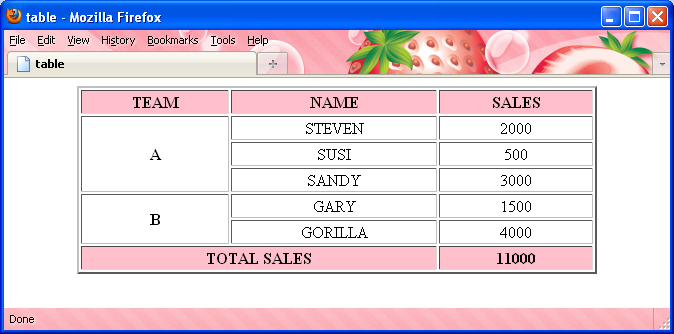 table - Mozilla Firefox
File Edit View History Bookmarks Tools Help
table
TEAM NAME SALES
A
STEVEN 2000
SUSI 500
SANDY 3000
B
GARY 1500
GORILLA 4000
TOTAL SALES 11000
Done